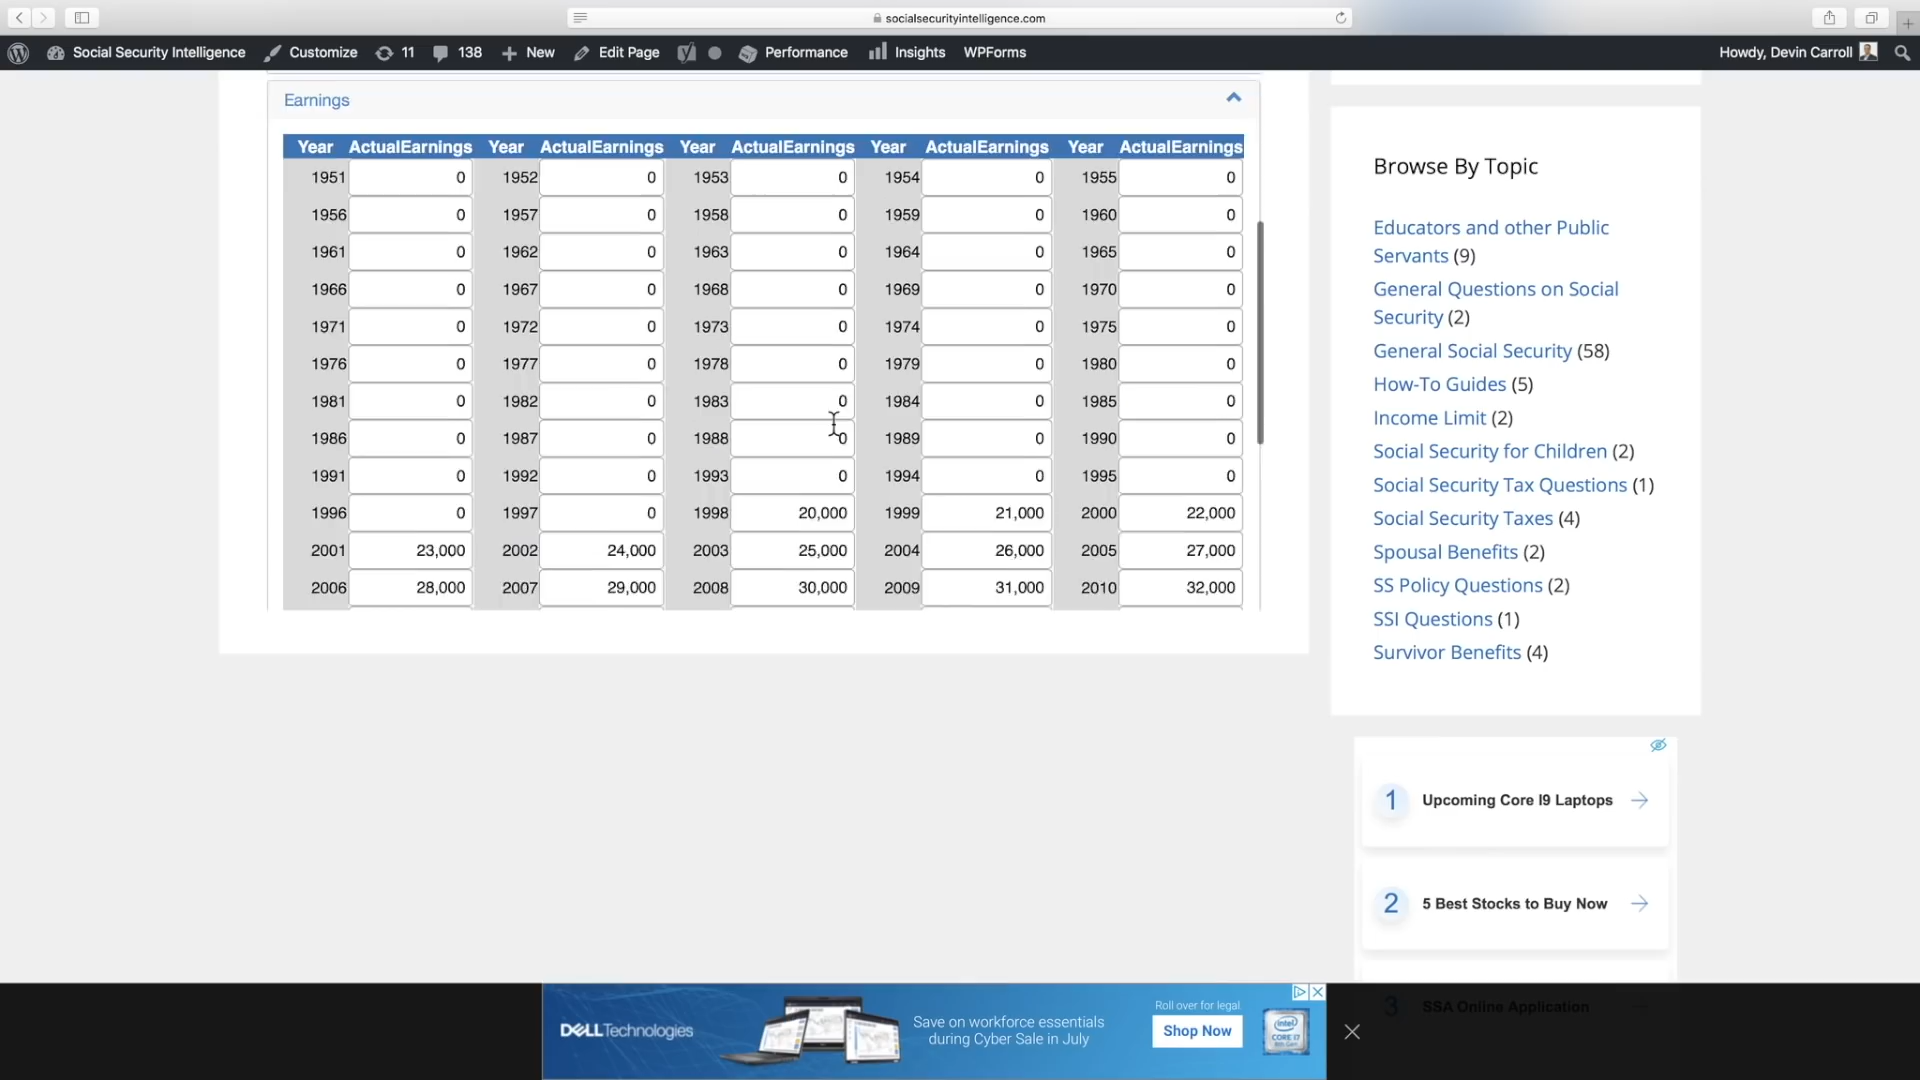 socialsecurityintelligence.com
Social Security Intelligence Customize 11 138 New Edit Page Performance Insights WPForms Howdy, Devin Carroll
Earnings
Year ActualEarnings Year ActualEarnings Year ActualEarnings Year ActualEarnings Year ActualEarnings
1951 0 1952 0 1953 0 1954 0 1955 0
1956 0 1957 0 1958 0 1959 0 1960 0
1961 0 1962 0 1963 0 1964 0 1965 0
1966 0 1967 0 1968 0 1969 0 1970 0
1971 0 1972 0 1973 0 1974 0 1975 0
1976 0 1977 0 1978 0 1979 0 1980 0
1981 0 1982 0 1983 0 1984 0 1985 0
1986 0 1987 0 1988 0 1989 0 1990 0
1991 0 1992 0 1993 0 1994 0 1995 0
1996 0 1997 0 1998 20,000 1999 21,000 2000 22,000
2001 23,000 2002 24,000 2003 25,000 2004 26,000 2005 27,000
2006 28,000 2007 29,000 2008 30,000 2009 31,000 2010 32,000
Browse By Topic
Educators and other Public
Servants (9)
General Questions on Social
Security (2)
General Social Security (58)
How-To Guides (5)
Income Limit (2)
Social Security for Children (2)
Social Security Tax Questions (1)
Social Security Taxes (4)
Spousal Benefits (2)
SS Policy Questions (2)
SSI Questions (1)
Survivor Benefits (4)
1 Upcoming Core I9 Laptops
2 5 Best Stocks to Buy Now
3 SSA Online Application
DELL Technologies
Save on workforce essentials
during Cyber Sale in July
Roll over for legal
Shop Now
intel
CORE i7
8th Gen